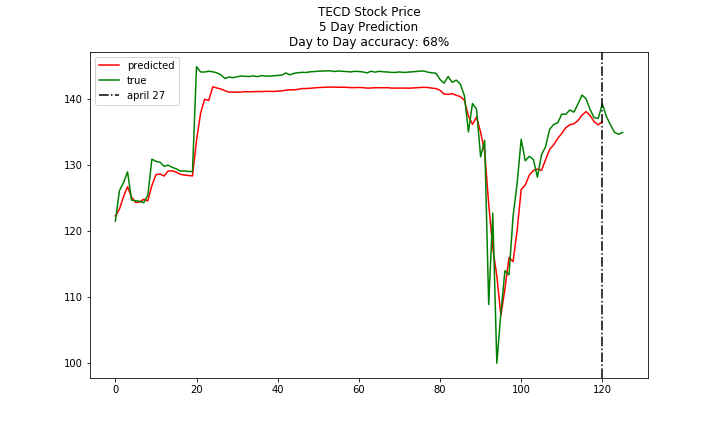 TECD Stock Price
5 Day Prediction
Day to Day accuracy: 68%
predicted
true
april 27
140
130
120
110
100
0 20 40 60 80 100 120